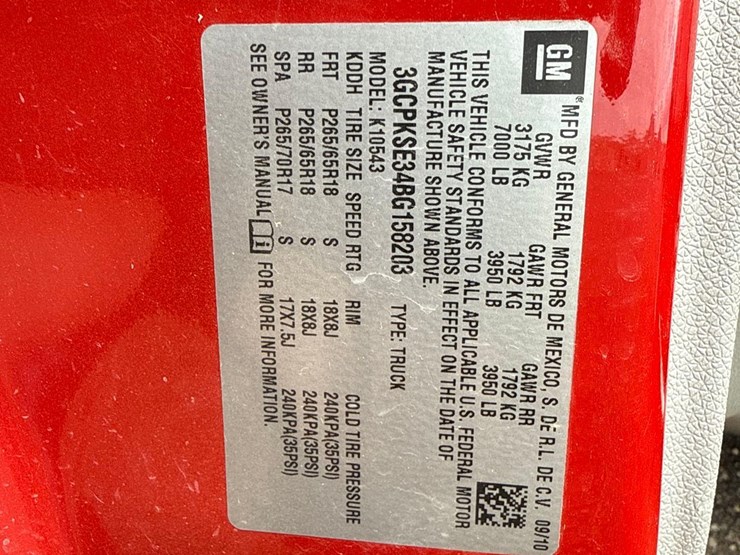 GM ® MFD BY GENERAL MOTORS DE MEXICO, S. DE R.L. DE C.V. 09/10
GVWR GAWR FRT GAWR RR
3175 KG 1792 KG 1792 KG
7000 LB 3950 LB 3950 LB
THIS VEHICLE CONFORMS TO ALL APPLICABLE U.S. FEDERAL MOTOR
VEHICLE SAFETY STANDARDS IN EFFECT ON THE DATE OF
MANUFACTURE SHOWN ABOVE.
3GCPKSE34BG158203 TYPE: TRUCK
MODEL: K10543
KDDH TIRE SIZE SPEED RTG RIM COLD TIRE PRESSURE
FRT P265/65R18 S 18X8J 240KPA(35PSI)
RR P265/65R18 S 18X8J 240KPA(35PSI)
SPA P265/70R17 S 17X7.5J 240KPA(35PSI)
SEE OWNER'S MANUAL i FOR MORE INFORMATION.